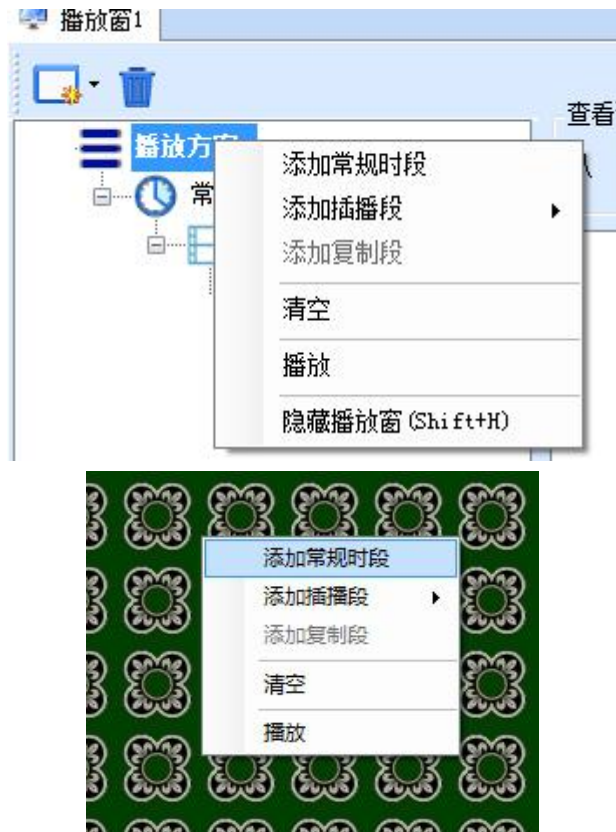 播放窗1
查看
播放方案
常
添加常规时段
添加插播段
添加复制段
清空
播放
隐藏播放窗(Shift+H)
添加常规时段
添加插播段
添加复制段
清空
播放